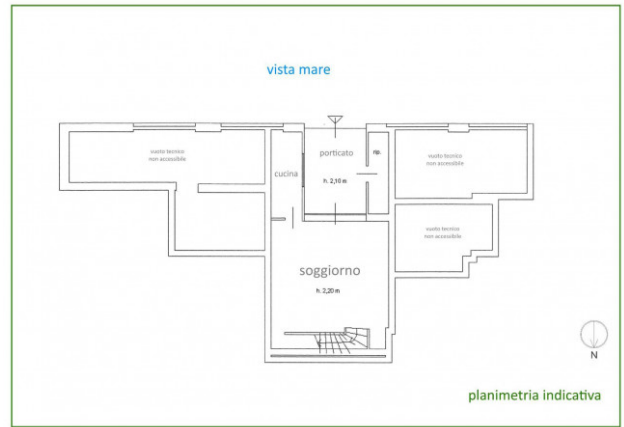 vista mare
vuoto tecnico
non accessibile
cucina
porticato
h. 2,10 m
rip.
vuoto tecnico
non accessibile
vuoto tecnico
non accessibile
soggiorno
h. 2,20 m
N
planimetria indicativa